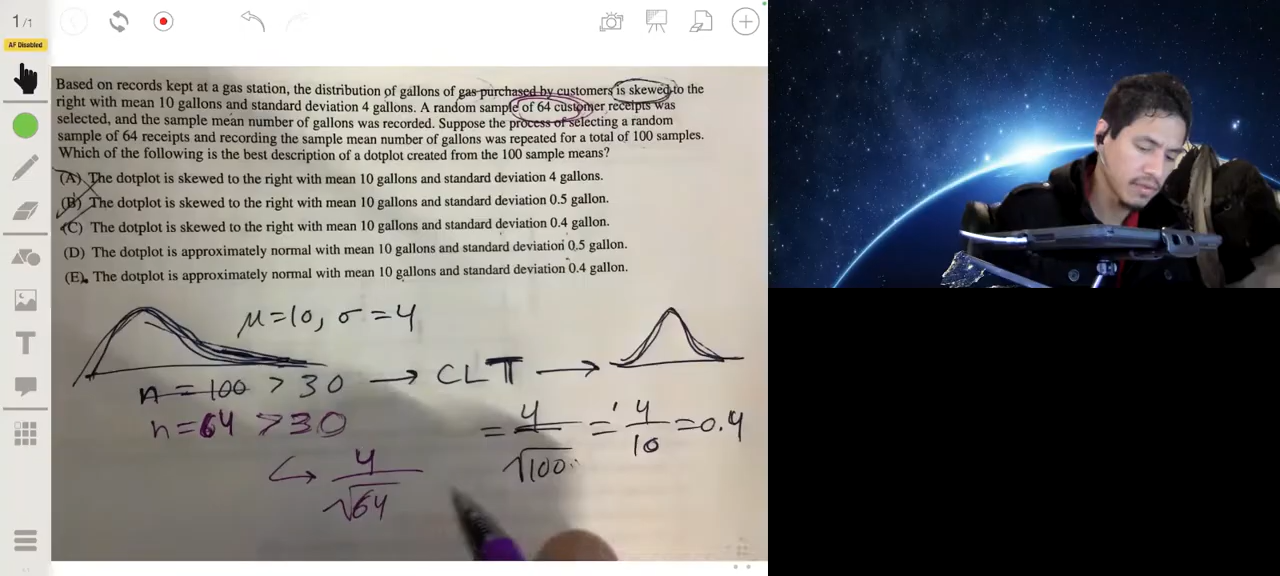 1/1
AF Disabled
Based on records kept at a gas station, the distribution of gallons of gas purchased by customers is skewed to the
right with mean 10 gallons and standard deviation 4 gallons. A random sample of 64 customer receipts was
selected, and the sample mean number of gallons was recorded. Suppose the process of selecting a random
sample of 64 receipts and recording the sample mean number of gallons was repeated for a total of 100 samples.
Which of the following is the best description of a dotplot created from the 100 sample means?
(A) The dotplot is skewed to the right with mean 10 gallons and standard deviation 4 gallons.
(B) The dotplot is skewed to the right with mean 10 gallons and standard deviation 0.5 gallon.
(C) The dotplot is skewed to the right with mean 10 gallons and standard deviation 0.4 gallon.
(D) The dotplot is approximately normal with mean 10 gallons and standard deviation 0.5 gallon.
(E) The dotplot is approximately normal with mean 10 gallons and standard deviation 0.4 gallon.
μ=10, σ=4
n=100 > 30 → CLT →
n=64 > 30
= 4/√100 = 4/10 = 0.4
↳ 4/√64
T